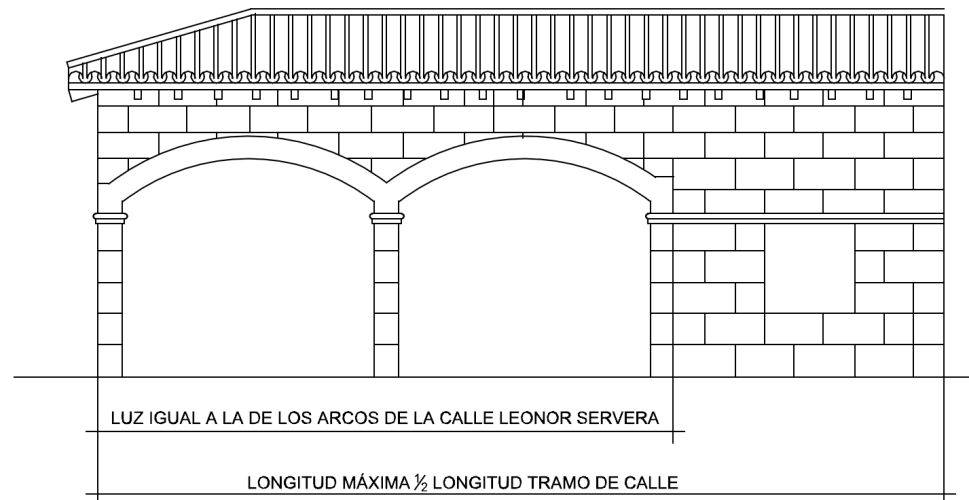 LUZ IGUAL A LA DE LOS ARCOS DE LA CALLE LEONOR SERVERA
LONGITUD MÁXIMA ½ LONGITUD TRAMO DE CALLE